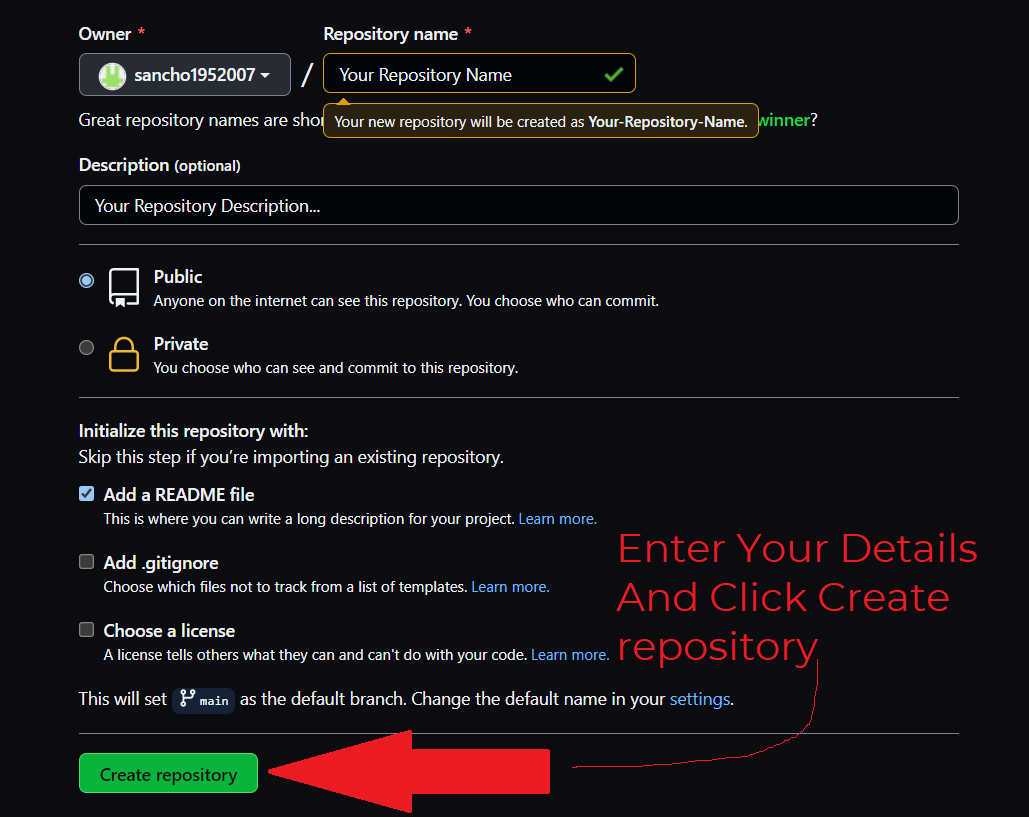 Owner *
Repository name *
sancho1952007
/
Your Repository Name
Great repository names are shor
Your new repository will be created as Your-Repository-Name.
winner?
Description (optional)
Your Repository Description...
Public
Anyone on the internet can see this repository. You choose who can commit.
Private
You choose who can see and commit to this repository.
Initialize this repository with:
Skip this step if you’re importing an existing repository.
Add a README file
This is where you can write a long description for your project. Learn more.
Add .gitignore
Choose which files not to track from a list of templates. Learn more.
Choose a license
A license tells others what they can and can't do with your code. Learn more.
Enter Your Details
And Click Create
repository
This will set main as the default branch. Change the default name in your settings.
Create repository